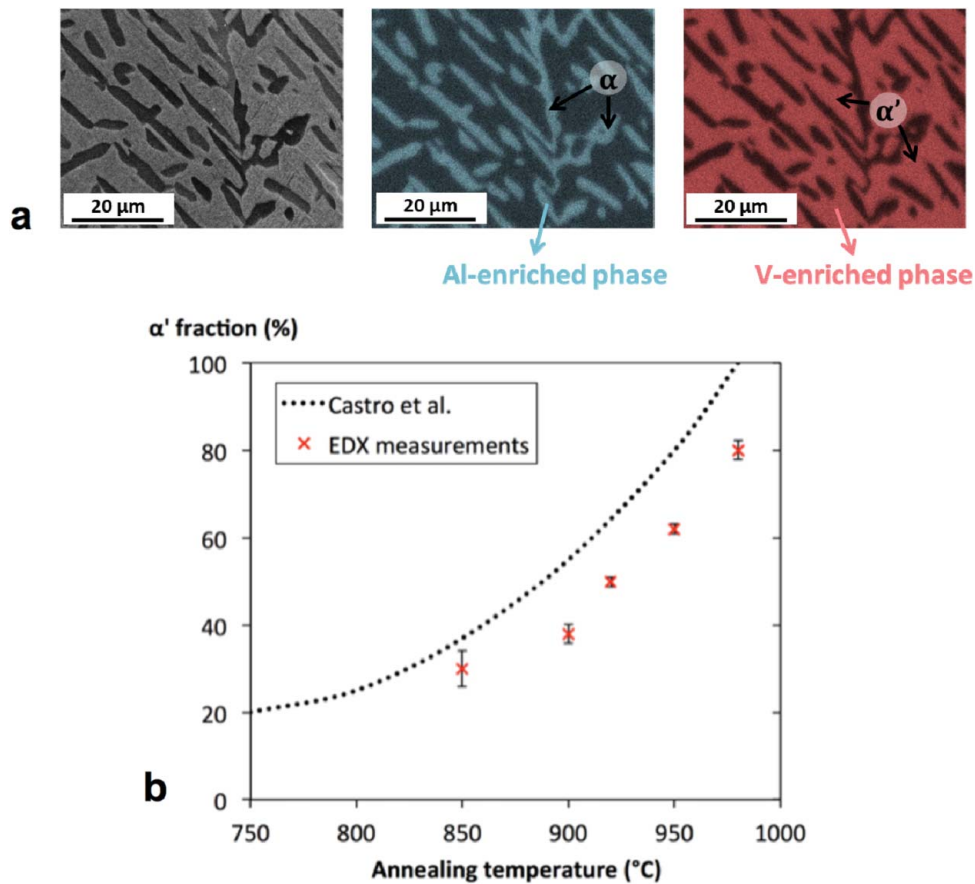 20 µm
20 µm
20 µm
α
α'
a
Al-enriched phase
V-enriched phase
α' fraction (%)
100
80
60
40
20
0
Castro et al.
EDX measurements
b
750
800
850
900
950
1000
Annealing temperature (°C)